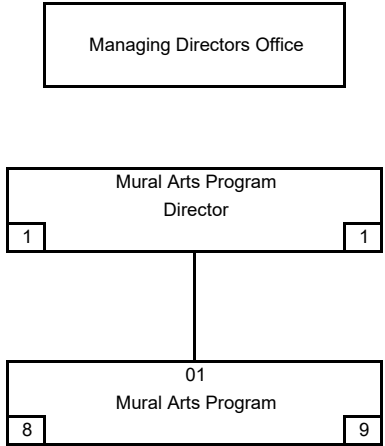 Managing Directors Office
Mural Arts Program
Director
1 1
01
Mural Arts Program
8 9